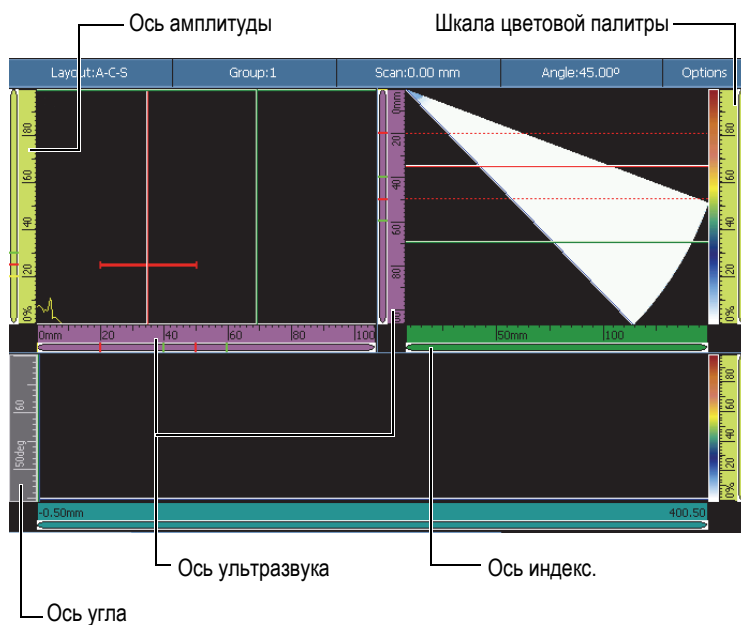 Ось амплитуды
Шкала цветовой палитры
Layout:A-C-S
Group:1
Scan:0.00 mm
Angle:45.00º
Options
80
60
40
20
0%
0mm
20
40
60
80
100
0mm
20
40
60
80
50mm
100
80
60
40
20
0%
60
50deg
80
60
40
20
0%
-0.50mm
400.50
Ось ультразвука
Ось индекс.
Ось угла